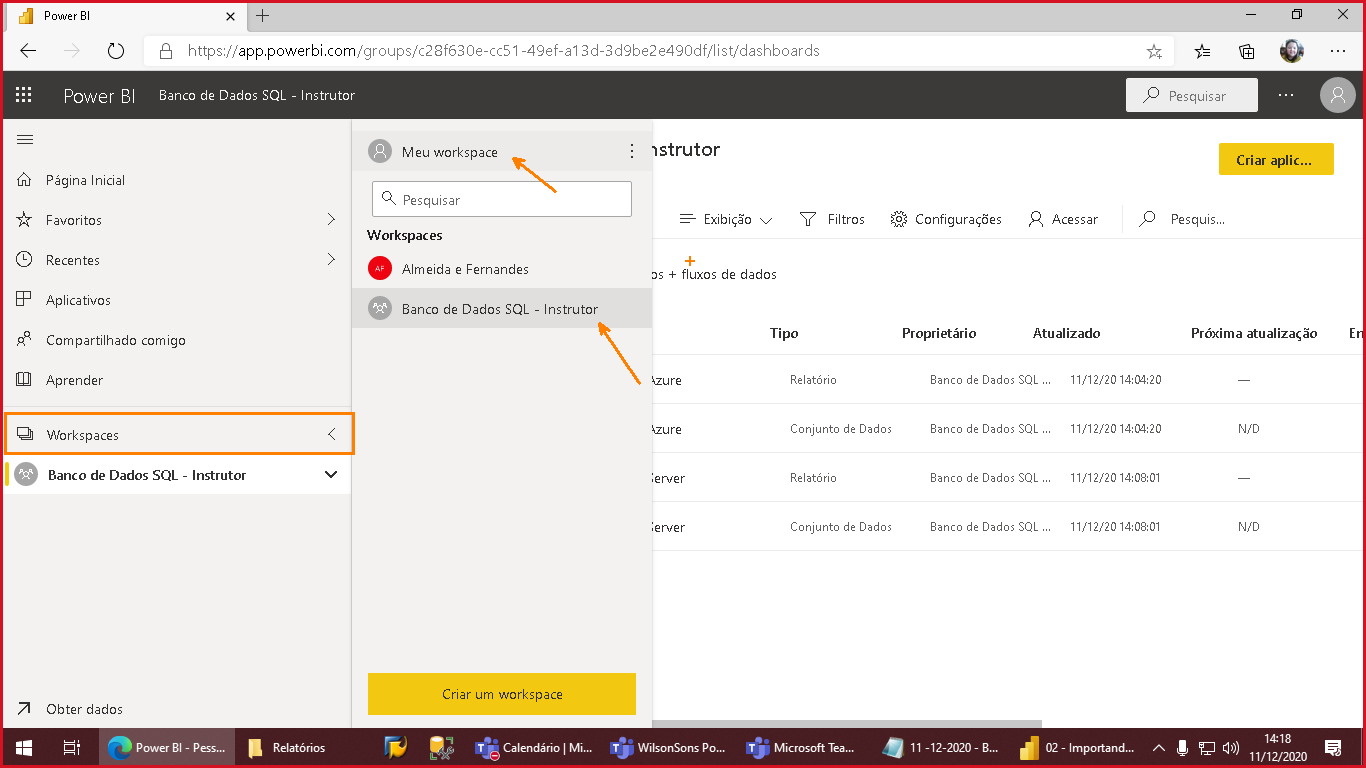 Power BI
https://app.powerbi.com/groups/c28f630e-cc51-49ef-a13d-3d9be2e490df/list/dashboards
Power BI Banco de Dados SQL - Instrutor Pesquisar
Página Inicial
Favoritos
Recentes
Aplicativos
Compartilhado comigo
Aprender
Workspaces
Banco de Dados SQL - Instrutor
Obter dados
Meu workspace
Pesquisar
Workspaces
AF Almeida e Fernandes
Banco de Dados SQL - Instrutor
Criar um workspace
nstrutor
Criar aplic...
Exibição Filtros Configurações Acessar Pesquis...
os + fluxos de dados
Tipo Proprietário Atualizado Próxima atualização En
Azure Relatório Banco de Dados SQL ... 11/12/20 14:04:20 —
Azure Conjunto de Dados Banco de Dados SQL ... 11/12/20 14:04:20 N/D
Server Relatório Banco de Dados SQL ... 11/12/20 14:08:01 —
Server Conjunto de Dados Banco de Dados SQL ... 11/12/20 14:08:01 N/D
Power BI - Pess... Relatórios Calendário | Mi... WilsonSons Po... Microsoft Tea... 11 -12-2020 - B... 02 - Importand... 14:18
11/12/2020